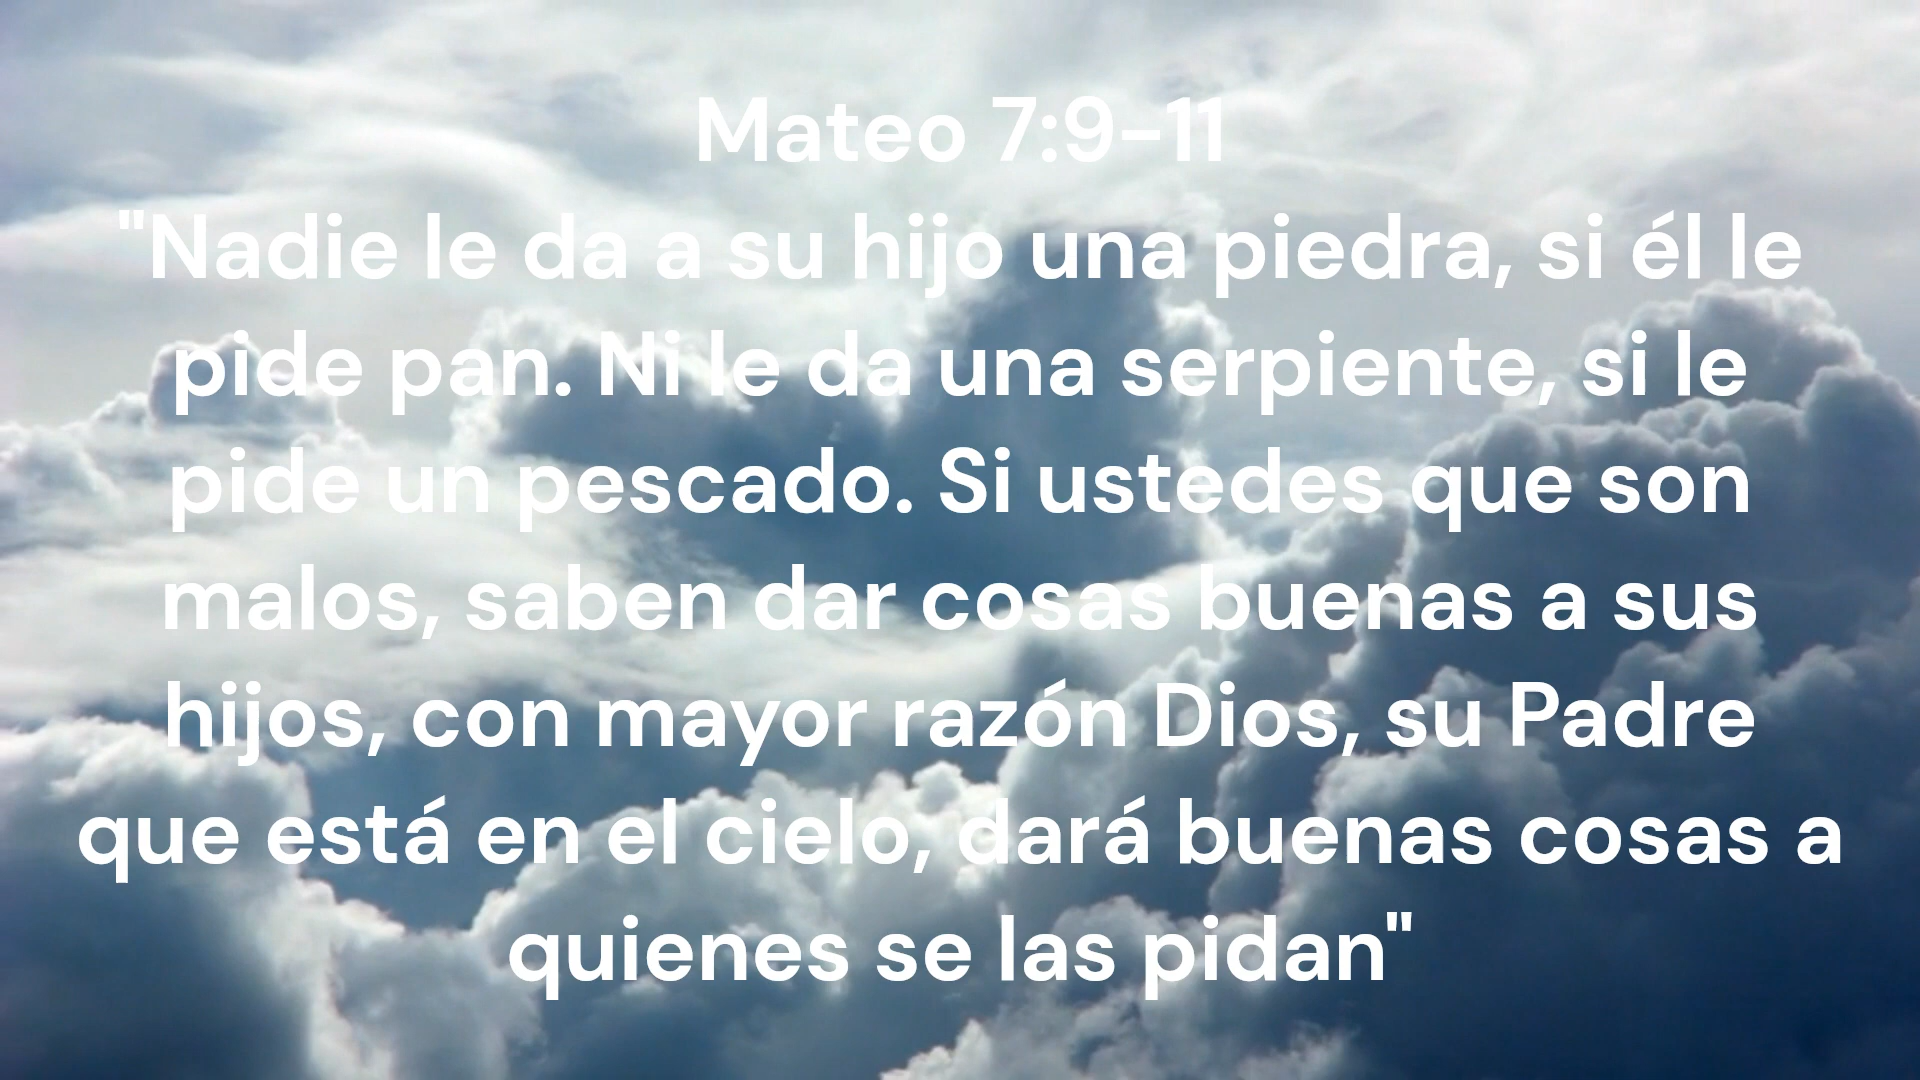 Mateo 7:9-11
"Nadie le da a su hijo una piedra, si él le
pide pan. Ni le da una serpiente, si le
pide un pescado. Si ustedes que son
malos, saben dar cosas buenas a sus
hijos, con mayor razón Dios, su Padre
que está en el cielo, dará buenas cosas a
quienes se las pidan"